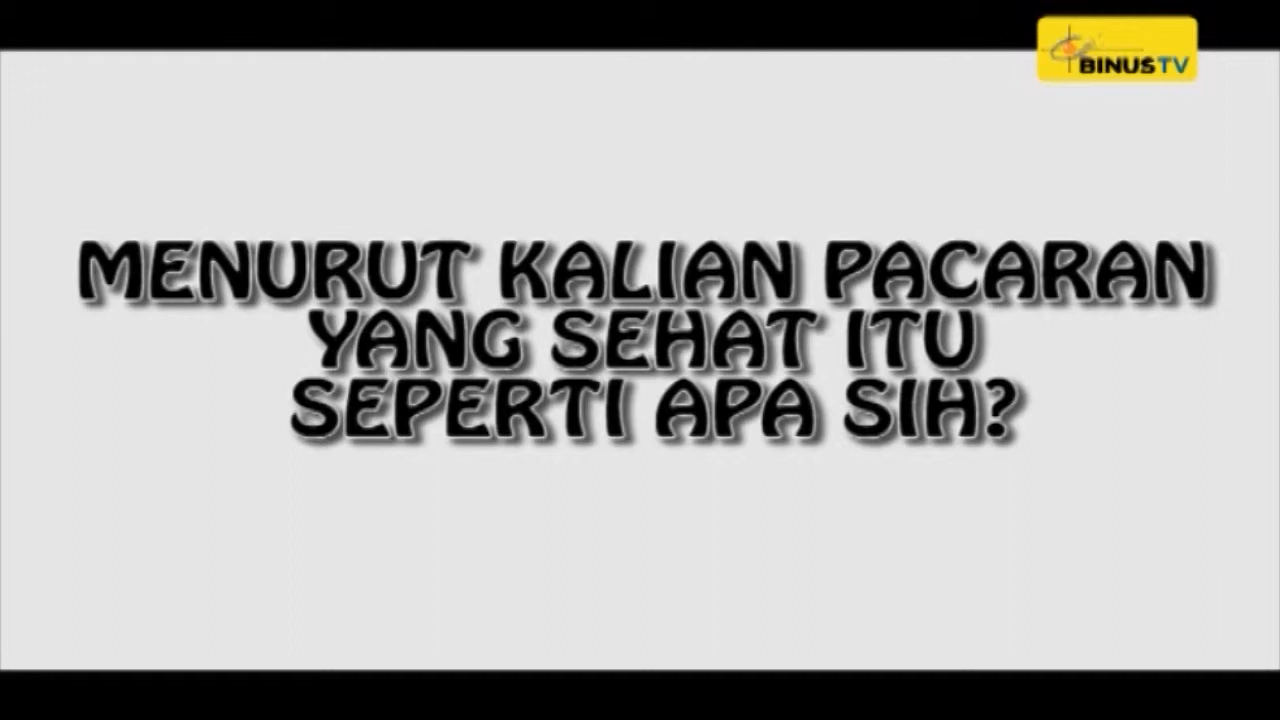 BINUSTV
MENURUT KALIAN PACARAN
YANG SEHAT ITU
SEPERTI APA SIH?